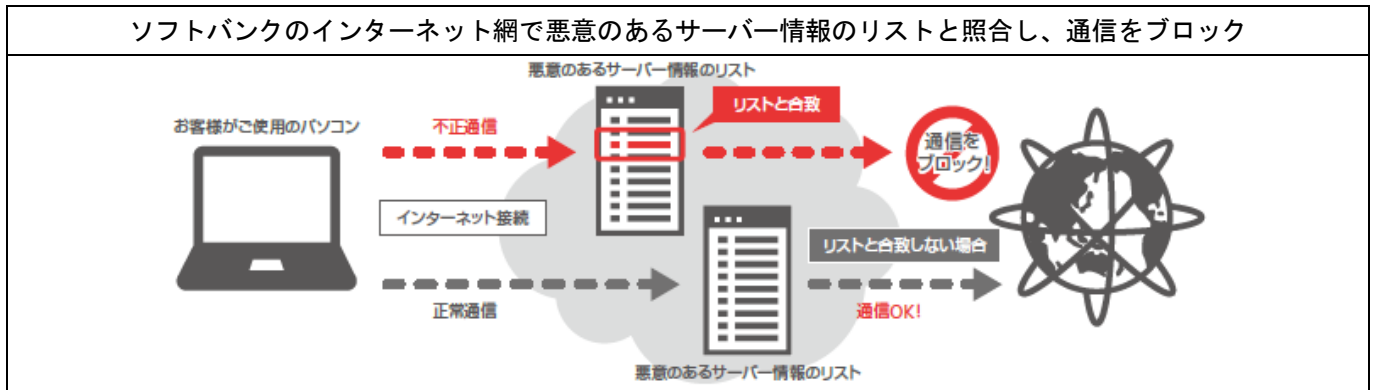 ソフトバンクのインターネット網で悪意のあるサーバー情報のリストと照合し、通信をブロック
悪意のあるサーバー情報のリスト
リストと合致
お客様がご使用のパソコン
不正通信
通信を
ブロック!
インターネット接続
リストと合致しない場合
正常通信
通信OK!
悪意のあるサーバー情報のリスト